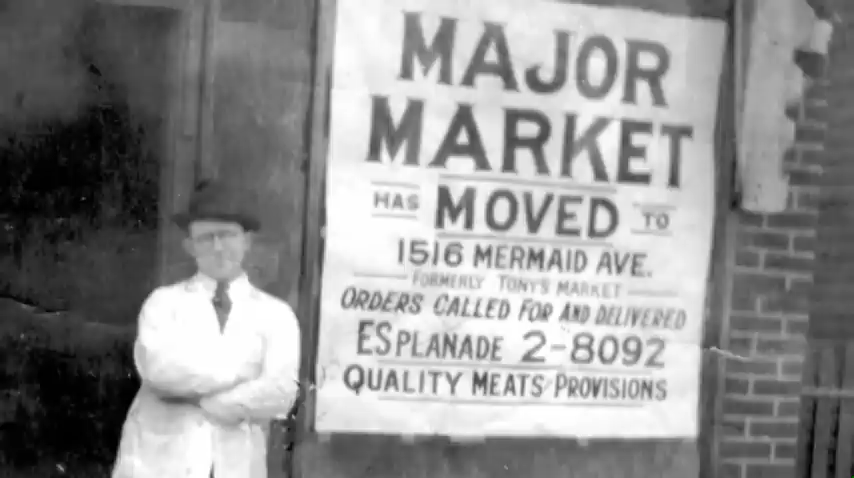 MAJOR
MARKET
HAS MOVED TO
1516 MERMAID AVE.
FORMERLY TONY'S MARKET
ORDERS CALLED FOR AND DELIVERED
ESPLANADE 2-8092
QUALITY MEATS PROVISIONS